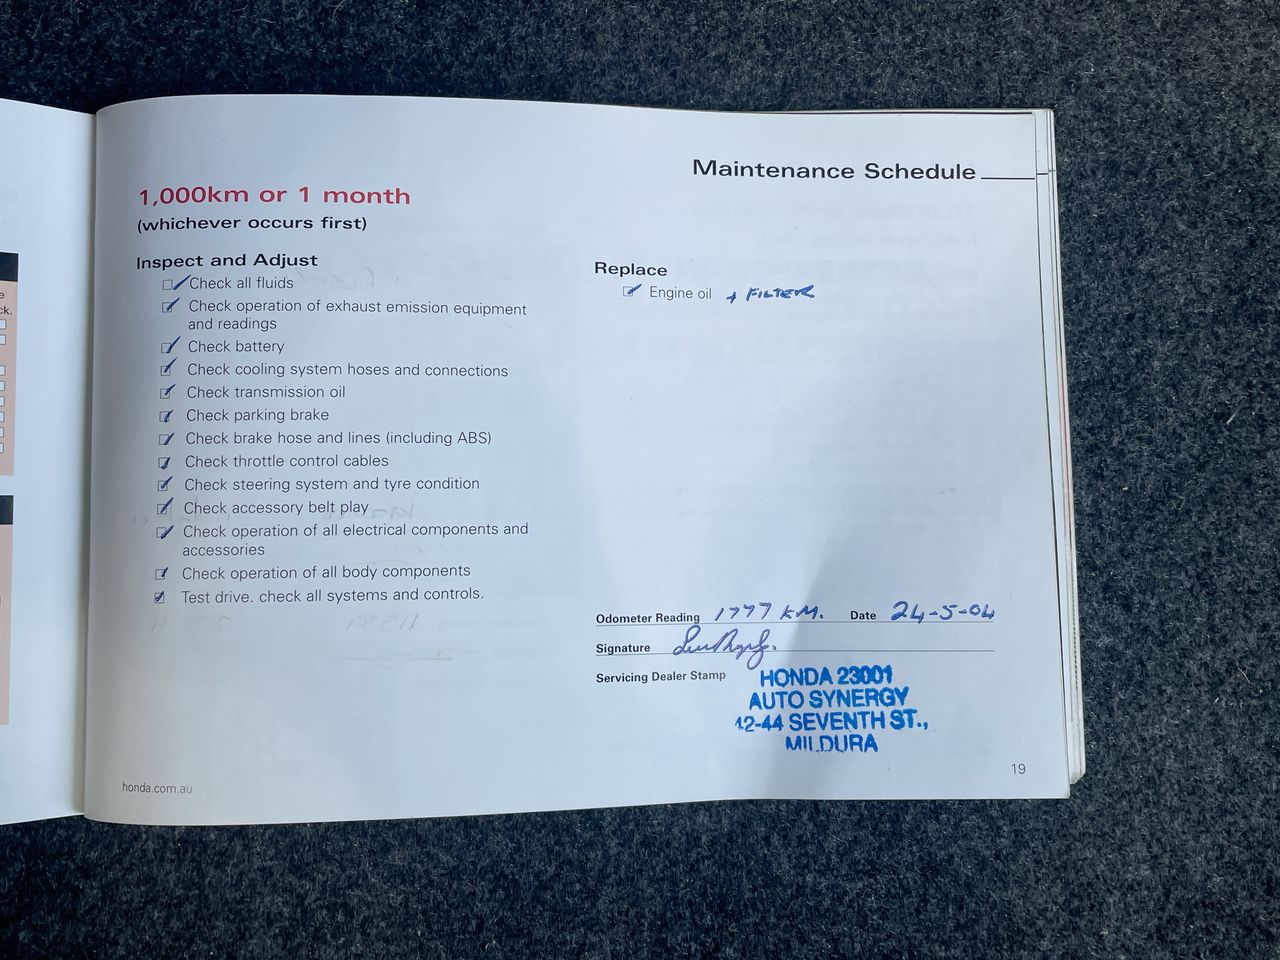 Maintenance Schedule
1,000km or 1 month
(whichever occurs first)
Inspect and Adjust
Check all fluids
Check operation of exhaust emission equipment
and readings
Check battery
Check cooling system hoses and connections
Check transmission oil
Check parking brake
Check brake hose and lines (including ABS)
Check throttle control cables
Check steering system and tyre condition
Check accessory belt play
Check operation of all electrical components and
accessories
Check operation of all body components
Test drive. check all systems and controls.
Replace
Engine oil + FILTER
Odometer Reading 1777 KM. Date 24-5-04
Signature
Servicing Dealer Stamp
HONDA 23001
AUTO SYNERGY
42-44 SEVENTH ST.,
MILDURA
honda.com.au
19